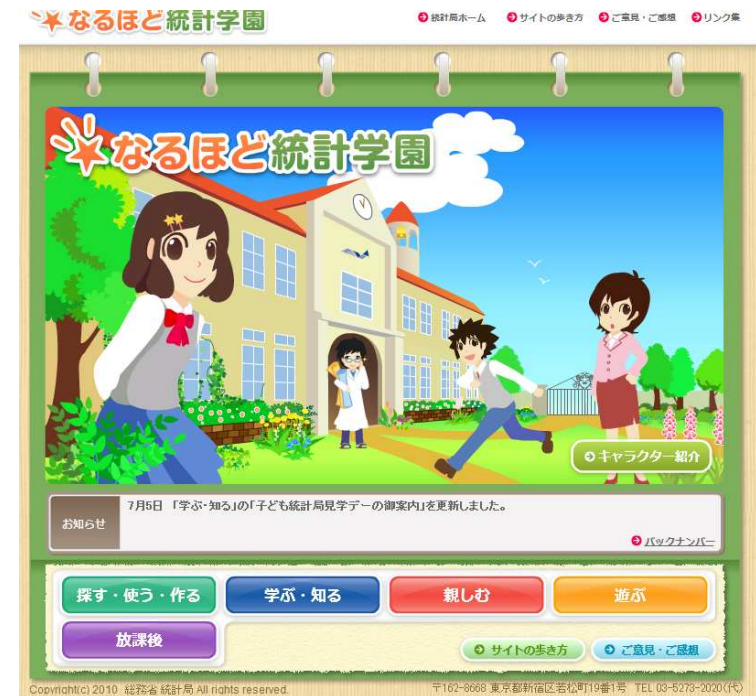 なるほど統計学園
統計局ホーム サイトの歩き方 ご意見・ご感想 リンク集
なるほど統計学園
キャラクター紹介
お知らせ
7月5日 「学ぶ・知る」の「子ども統計局見学デーの御案内」を更新しました。
バックナンバー
探す・使う・作る 学ぶ・知る 親しむ 遊ぶ
放課後
サイトの歩き方 ご意見・ご感想
Copyright(c) 2010 総務省 統計局 All rights reserved. 〒162-8668 東京都新宿区若松町19番1号 TEL 03-5273-2020(代)